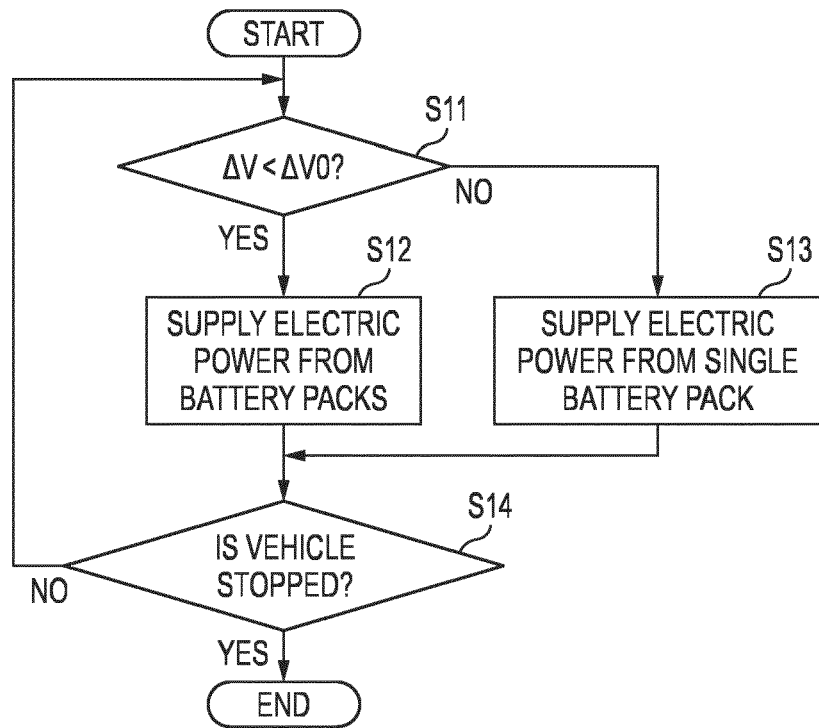 START
S11
ΔV < ΔV0?
NO
YES
S12
S13
SUPPLY ELECTRIC
POWER FROM
BATTERY PACKS
SUPPLY ELECTRIC
POWER FROM SINGLE
BATTERY PACK
S14
IS VEHICLE
STOPPED?
NO
YES
END